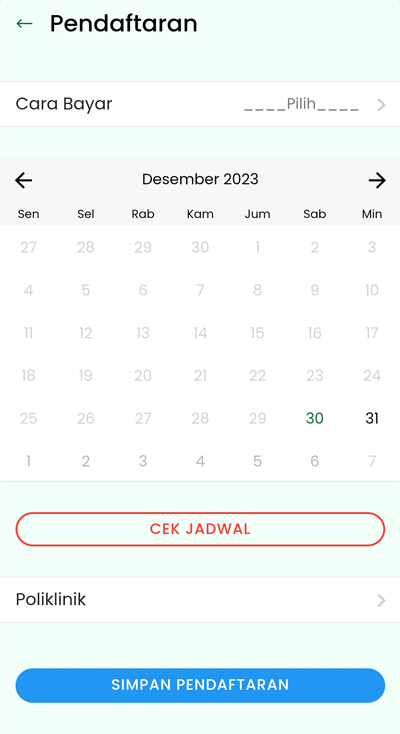 ← Pendaftaran
Cara Bayar ____Pilih____
Desember 2023
Sen Sel Rab Kam Jum Sab Min
27 28 29 30 1 2 3
4 5 6 7 8 9 10
11 12 13 14 15 16 17
18 19 20 21 22 23 24
25 26 27 28 29 30 31
1 2 3 4 5 6 7
CEK JADWAL
Poliklinik
SIMPAN PENDAFTARAN